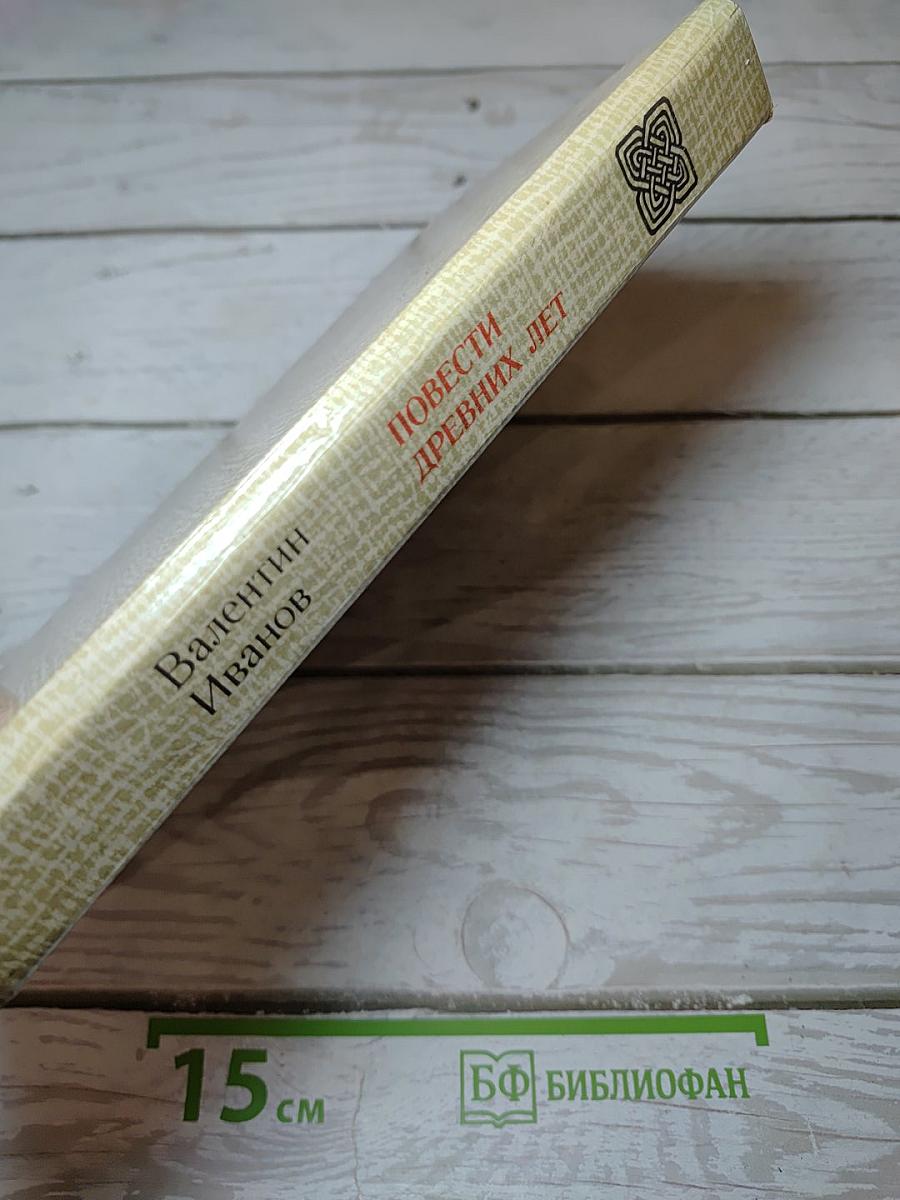 Валентин
Иванов
ПОВЕСТИ
ДРЕВНИХ ЛЕТ
15 см
БФ БИБЛИОФАН